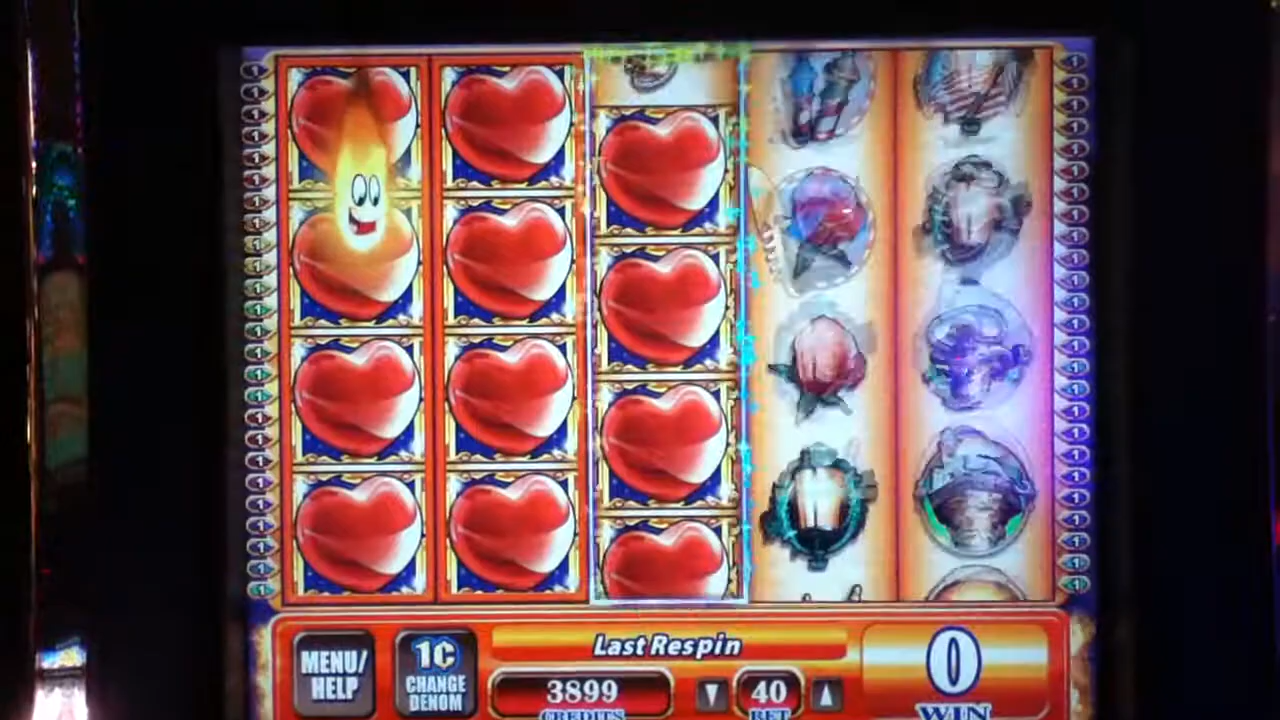 Last Respin
MENU/
HELP
1¢
CHANGE
DENOM
3899
CREDITS
40
BET
0
WIN